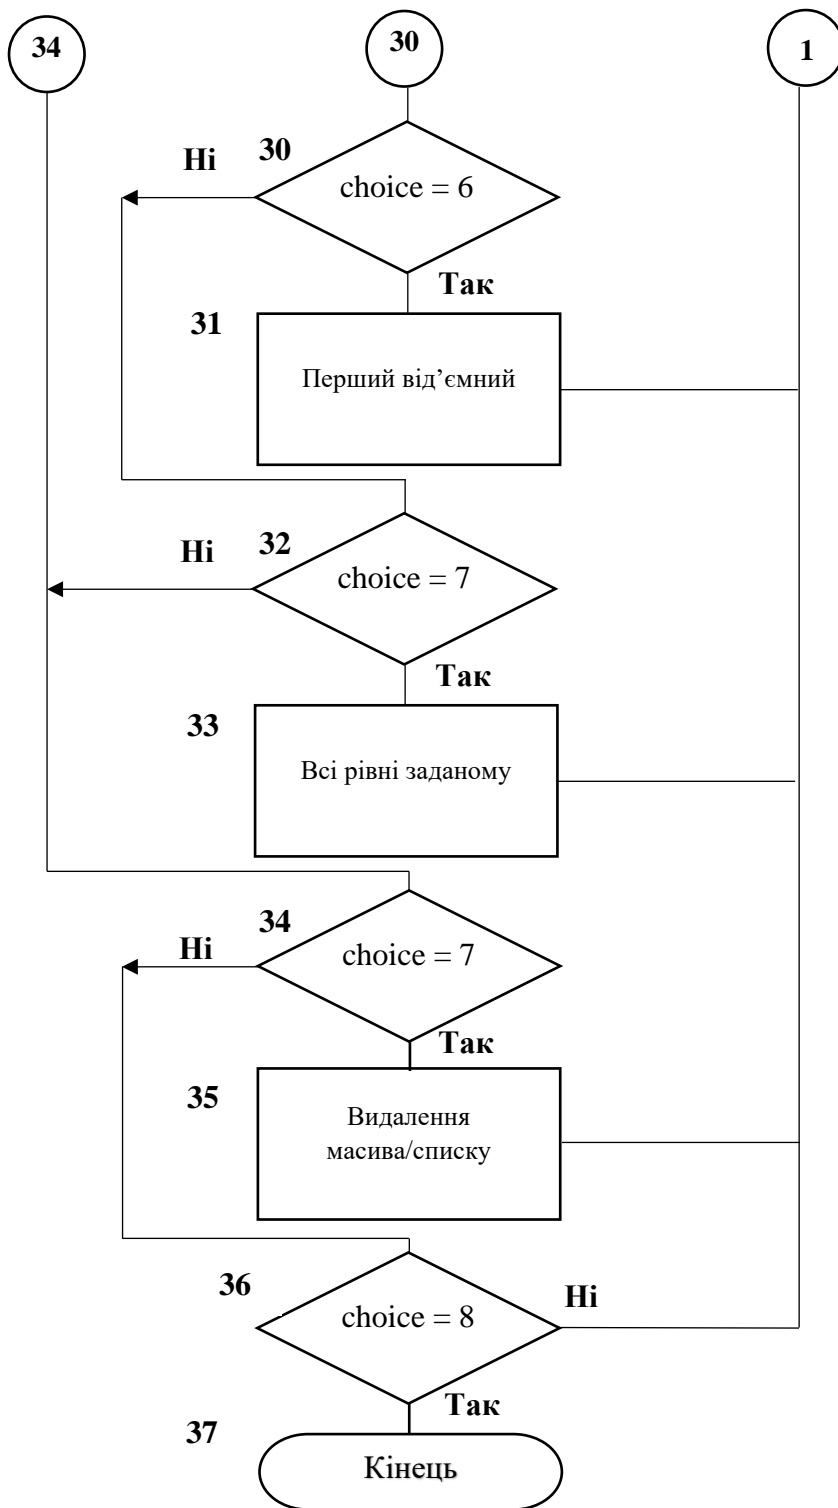 34
30
1
30
Ні
choice = 6
Так
31
Перший від’ємний
Ні
32
choice = 7
Так
33
Всі рівні заданому
34
Ні
choice = 7
Так
35
Видалення
масива/списку
36
choice = 8
Ні
Так
37
Кінець